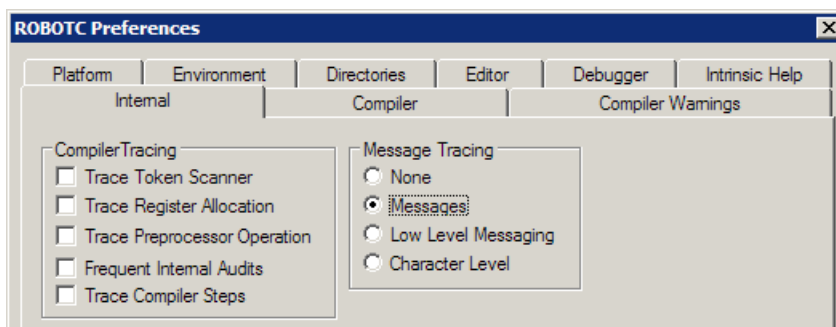 ROBOTC Preferences
Platform Environment Directories Editor Debugger Intrinsic Help
Internal Compiler Compiler Warnings
CompilerTracing
Trace Token Scanner
Trace Register Allocation
Trace Preprocessor Operation
Frequent Internal Audits
Trace Compiler Steps
Message Tracing
None
Messages
Low Level Messaging
Character Level